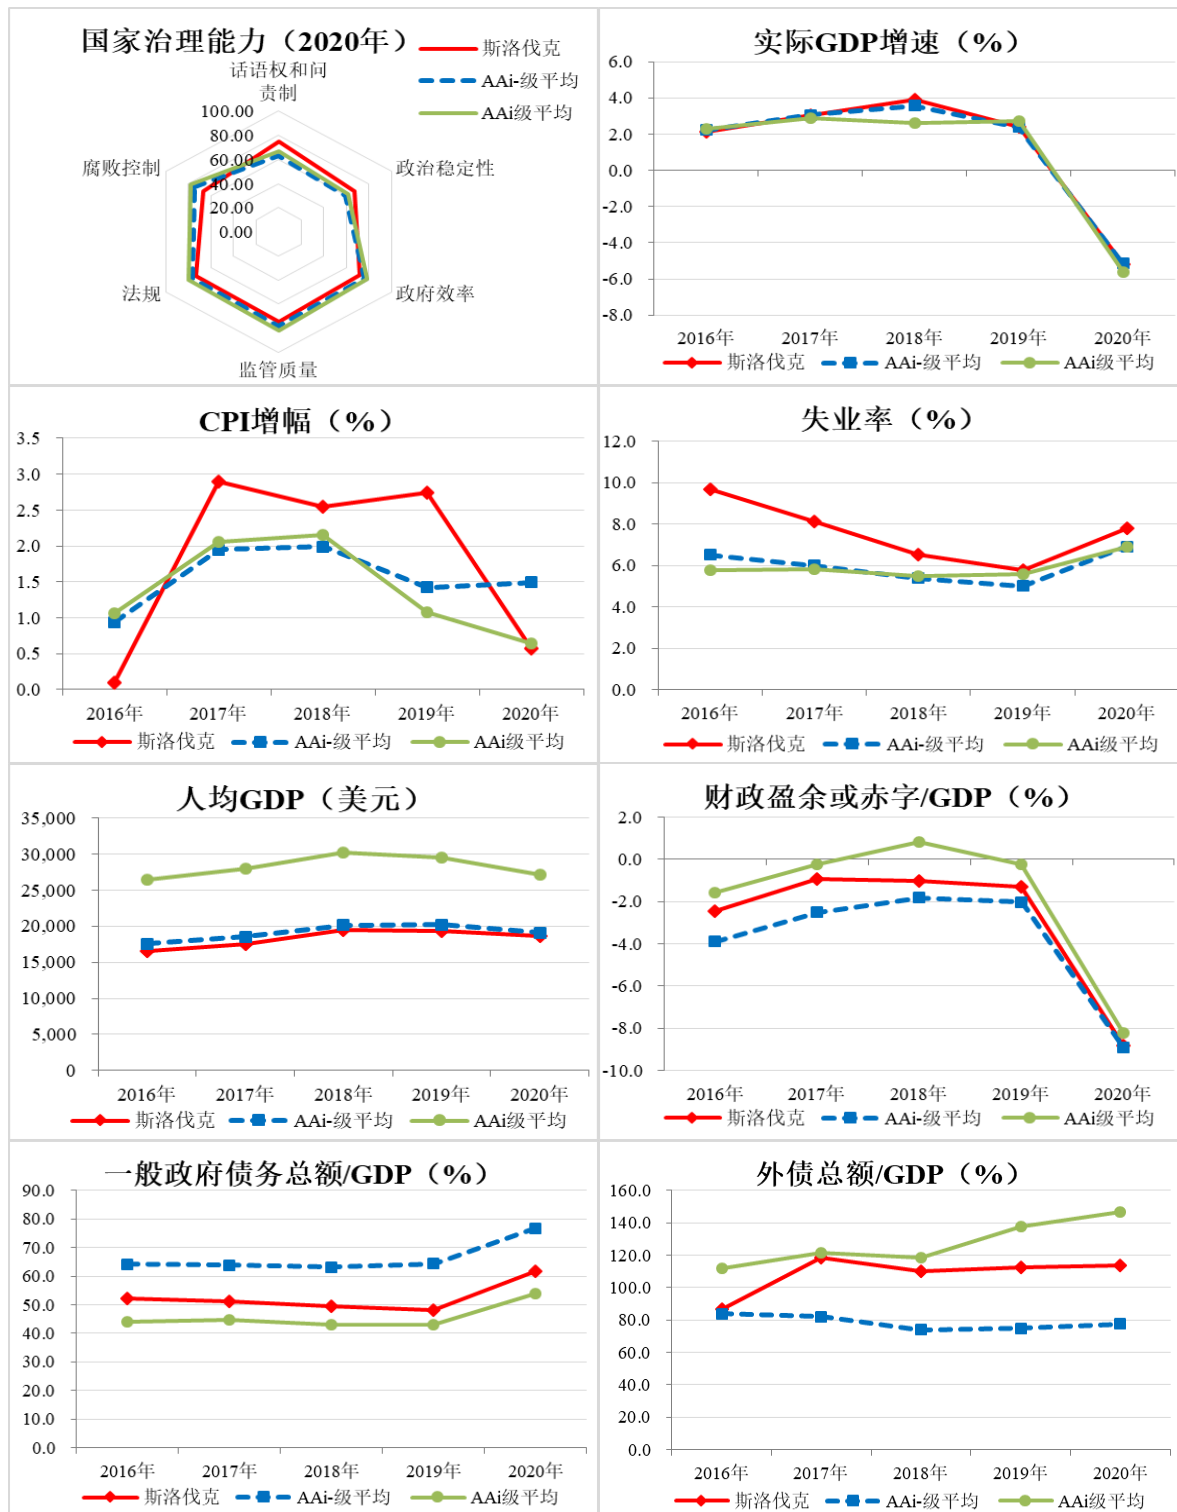 国家治理能力（2020年）
斯洛伐克
AAi-级平均
AAi级平均
话语权和问
责制
100.00
80.00
60.00
40.00
20.00
0.00
腐败控制
政治稳定性
法规
政府效率
监管质量
实际GDP增速（%）
6.0
4.0
2.0
0.0
-2.0
-4.0
-6.0
-8.0
2016年 2017年 2018年 2019年 2020年
斯洛伐克 AAi-级平均 AAi级平均
CPI增幅（%）
3.5
3.0
2.5
2.0
1.5
1.0
0.5
0.0
2016年 2017年 2018年 2019年 2020年
斯洛伐克 AAi-级平均 AAi级平均
失业率（%）
12.0
10.0
8.0
6.0
4.0
2.0
0.0
2016年 2017年 2018年 2019年 2020年
斯洛伐克 AAi-级平均 AAi级平均
人均GDP（美元）
35,000
30,000
25,000
20,000
15,000
10,000
5,000
0
2016年 2017年 2018年 2019年 2020年
斯洛伐克 AAi-级平均 AAi级平均
财政盈余或赤字/GDP（%）
2.0
0.0
-2.0
-4.0
-6.0
-8.0
-10.0
2016年 2017年 2018年 2019年 2020年
斯洛伐克 AAi-级平均 AAi级平均
一般政府债务总额/GDP（%）
90.0
80.0
70.0
60.0
50.0
40.0
30.0
20.0
10.0
0.0
2016年 2017年 2018年 2019年 2020年
斯洛伐克 AAi-级平均 AAi级平均
外债总额/GDP（%）
160.0
140.0
120.0
100.0
80.0
60.0
40.0
20.0
0.0
2016年 2017年 2018年 2019年 2020年
斯洛伐克 AAi-级平均 AAi级平均